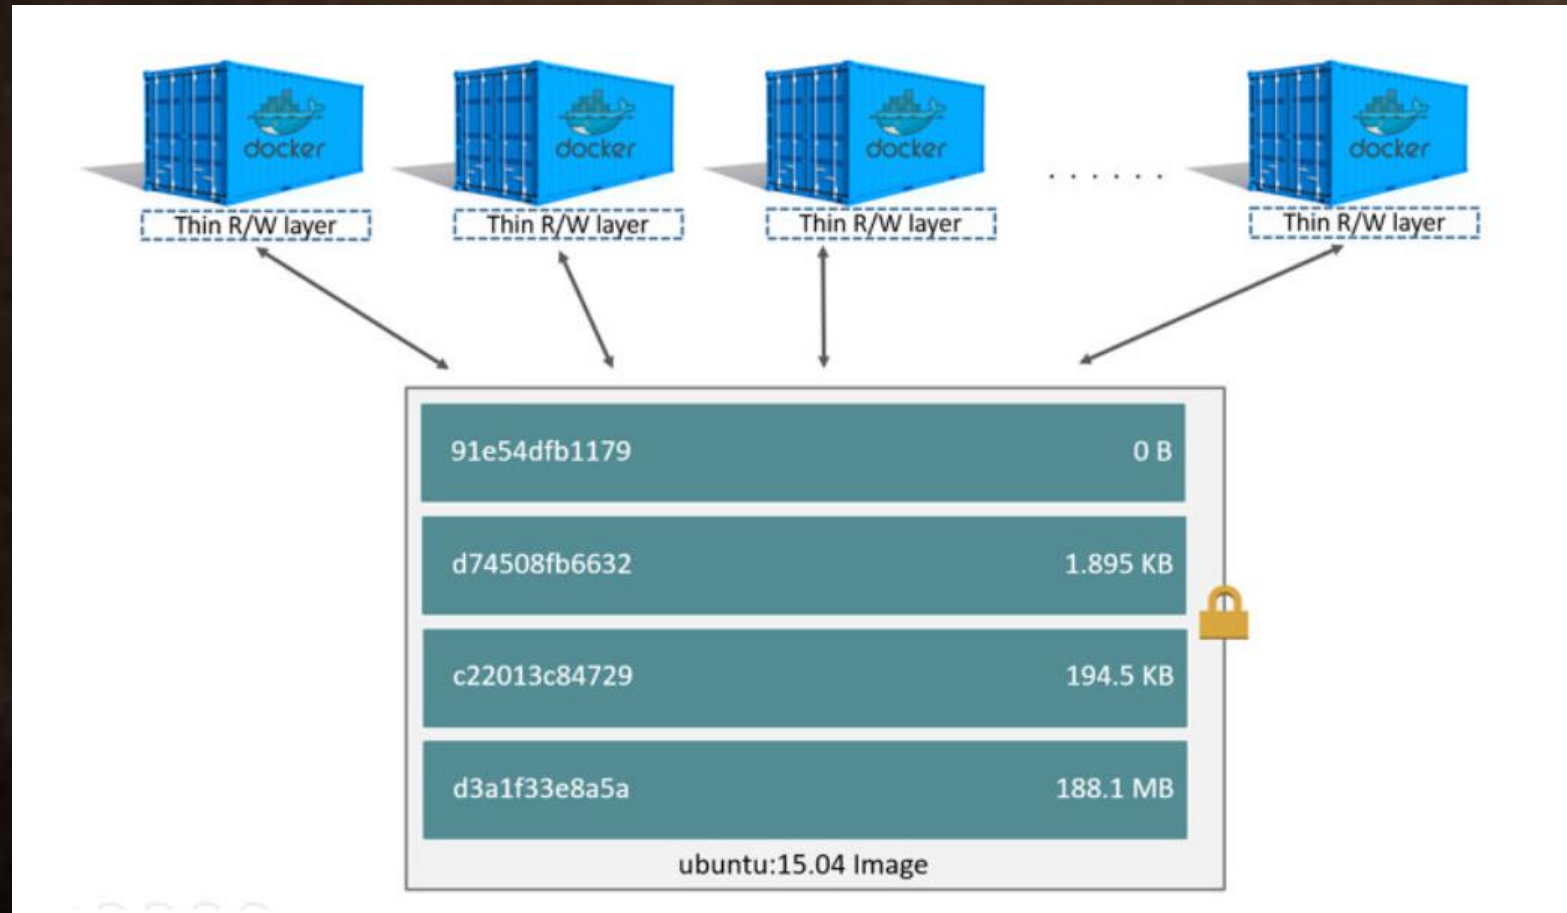 docker docker docker docker
Thin R/W layer Thin R/W layer Thin R/W layer . . . . . . Thin R/W layer
91e54dfb1179 0 B
d74508fb6632 1.895 KB
c22013c84729 194.5 KB
d3a1f33e8a5a 188.1 MB
ubuntu:15.04 Image